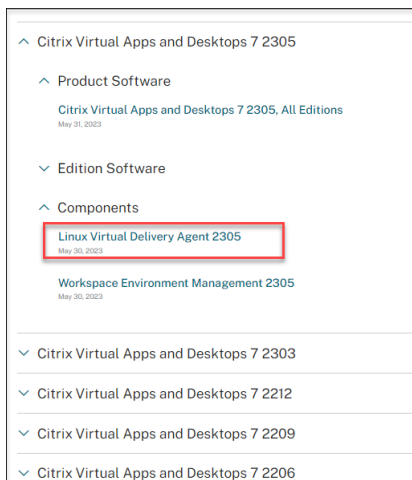 Citrix Virtual Apps and Desktops 7 2305
Product Software
Citrix Virtual Apps and Desktops 7 2305, All Editions
May 31, 2023
Edition Software
Components
Linux Virtual Delivery Agent 2305
May 30, 2023
Workspace Environment Management 2305
May 30, 2023
Citrix Virtual Apps and Desktops 7 2303
Citrix Virtual Apps and Desktops 7 2212
Citrix Virtual Apps and Desktops 7 2209
Citrix Virtual Apps and Desktops 7 2206